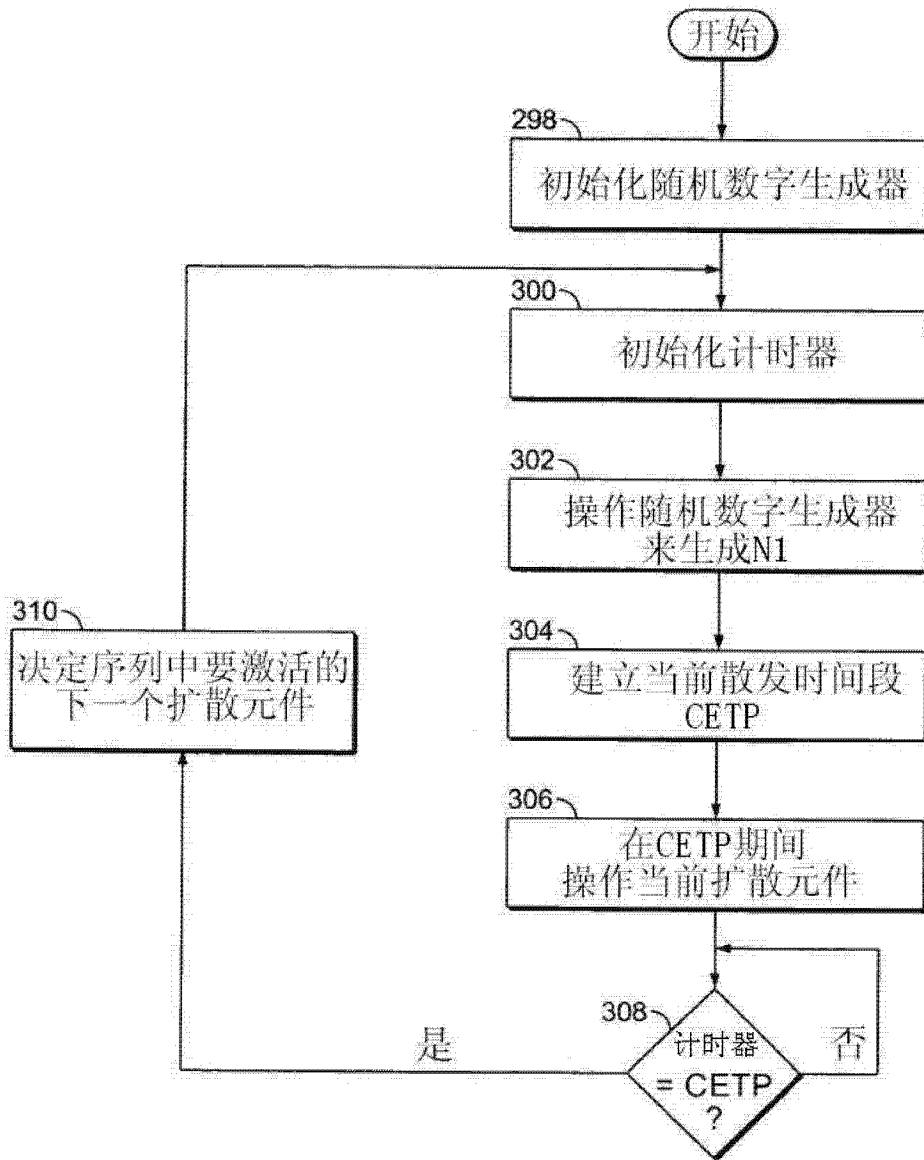 开始
298
初始化随机数字生成器
300
初始化计时器
302
操作随机数字生成器
来生成N1
310
决定序列中要激活的
下一个扩散元件
304
建立当前散发时间段
CETP
306
在CETP期间
操作当前扩散元件
308
计时器
= CETP
?
是
否